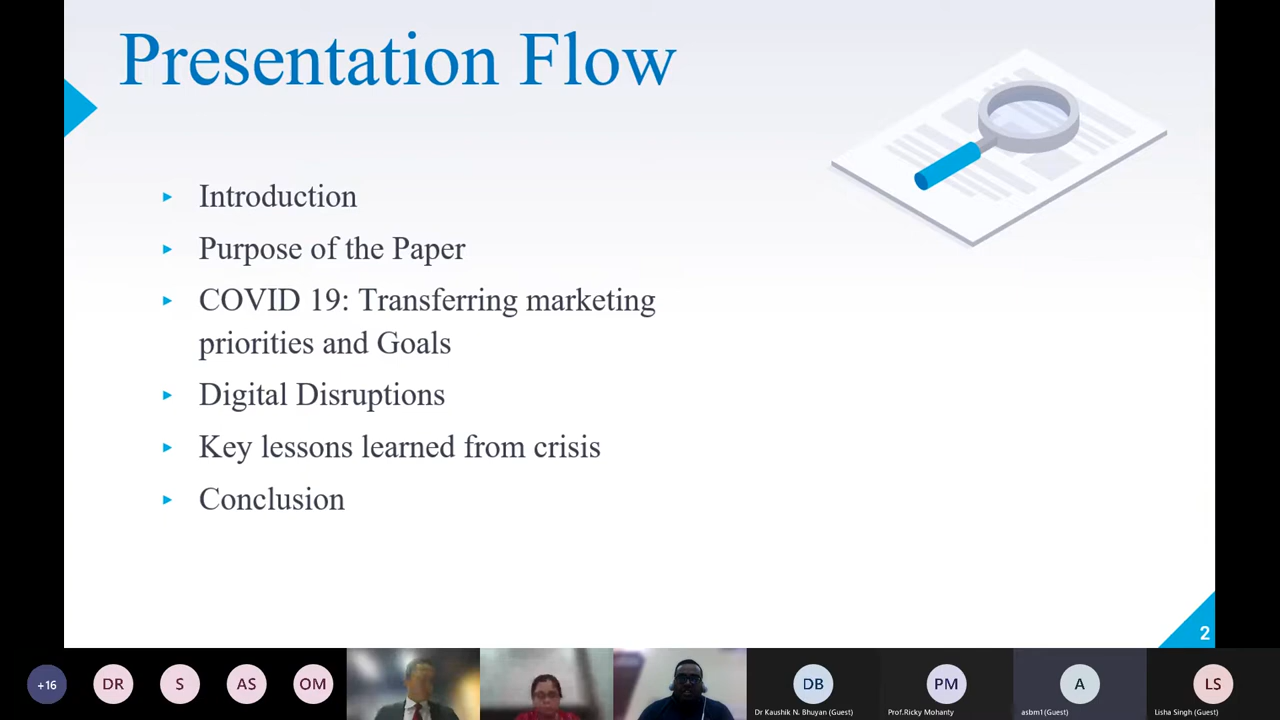 Presentation Flow
Introduction
Purpose of the Paper
COVID 19: Transferring marketing
priorities and Goals
Digital Disruptions
Key lessons learned from crisis
Conclusion
2
+16
DR
S
AS
OM
DB
Dr Kaushik N. Bhuyan (Guest)
PM
Prof.Ricky Mohanty
A
asbm1(Guest)
LS
Lisha Singh (Guest)